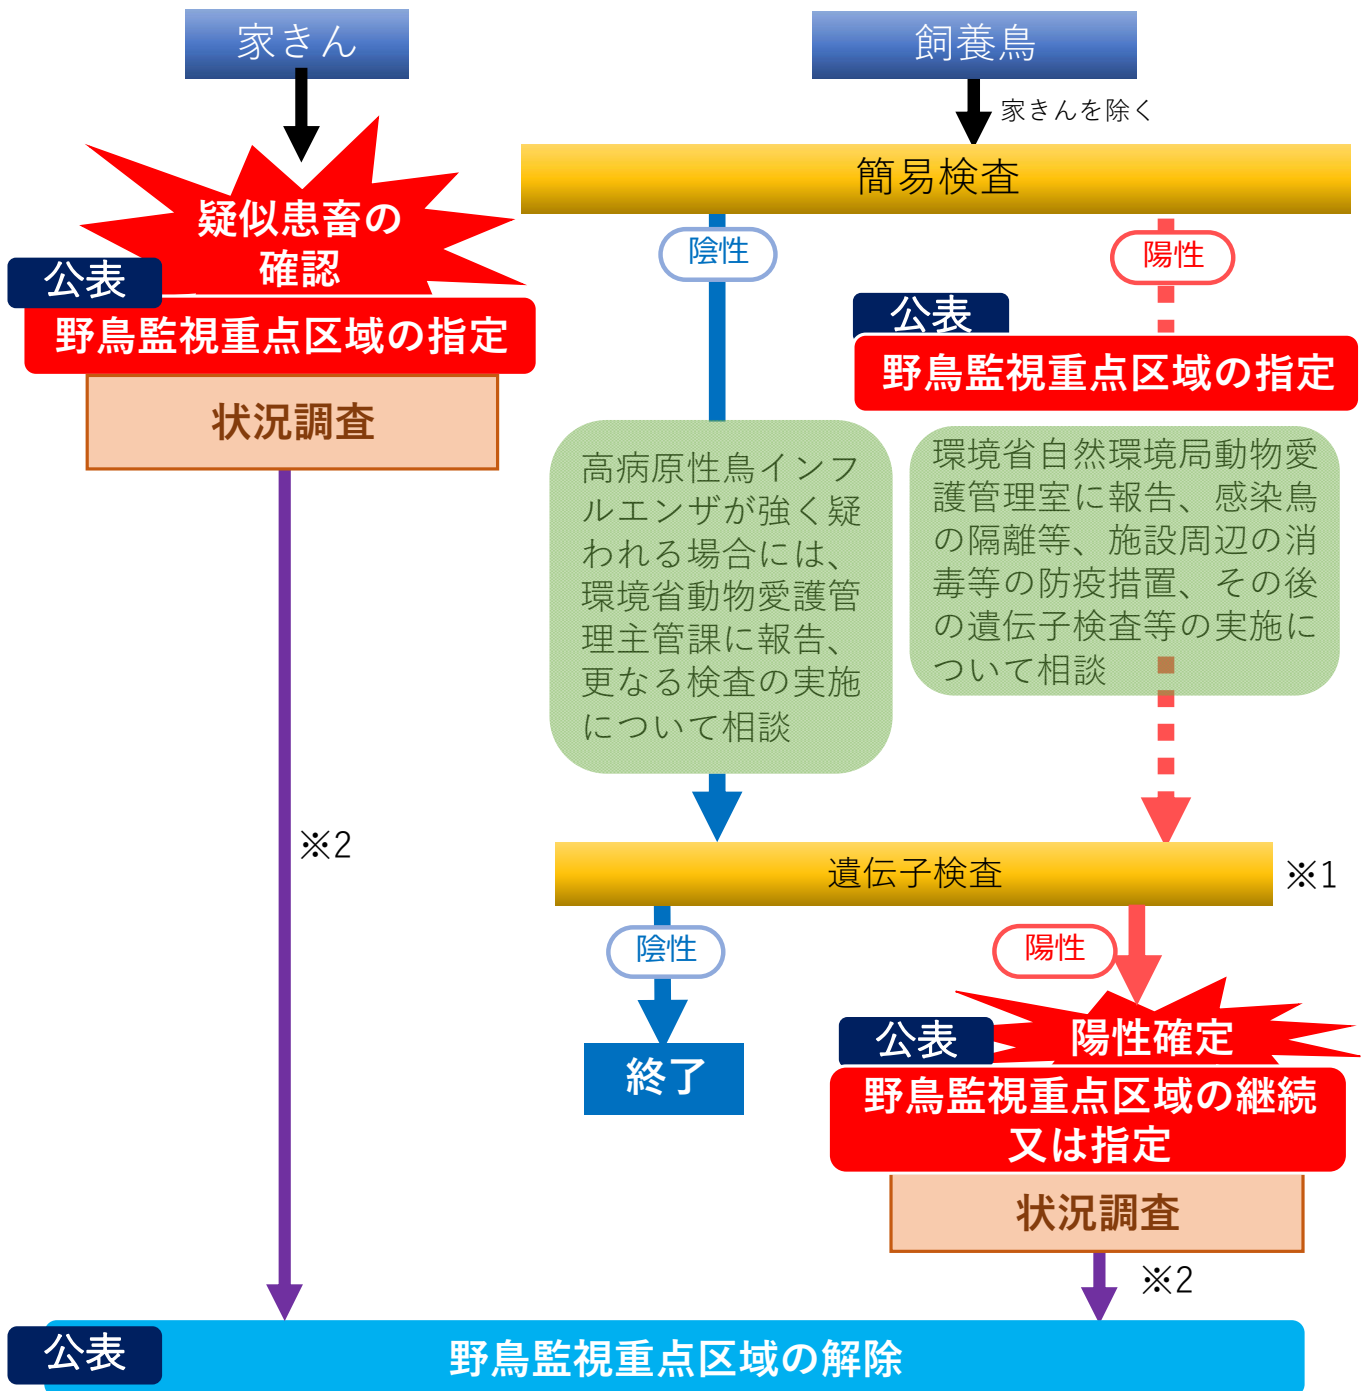 家きん
疑似患畜の
確認
公表
野鳥監視重点区域の指定
状況調査
※2
飼養鳥
家きんを除く
簡易検査
陰性
陽性
公表
野鳥監視重点区域の指定
高病原性鳥インフ
ルエンザが強く疑
われる場合には、
環境省動物愛護管
理主管課に報告、
更なる検査の実施
について相談
環境省自然環境局動物愛
護管理室に報告、感染鳥
の隔離等、施設周辺の消
毒等の防疫措置、その後
の遺伝子検査等の実施に
ついて相談
遺伝子検査
※1
陰性
陽性
終了
公表
陽性確定
野鳥監視重点区域の継続
又は指定
状況調査
※2
公表
野鳥監視重点区域の解除